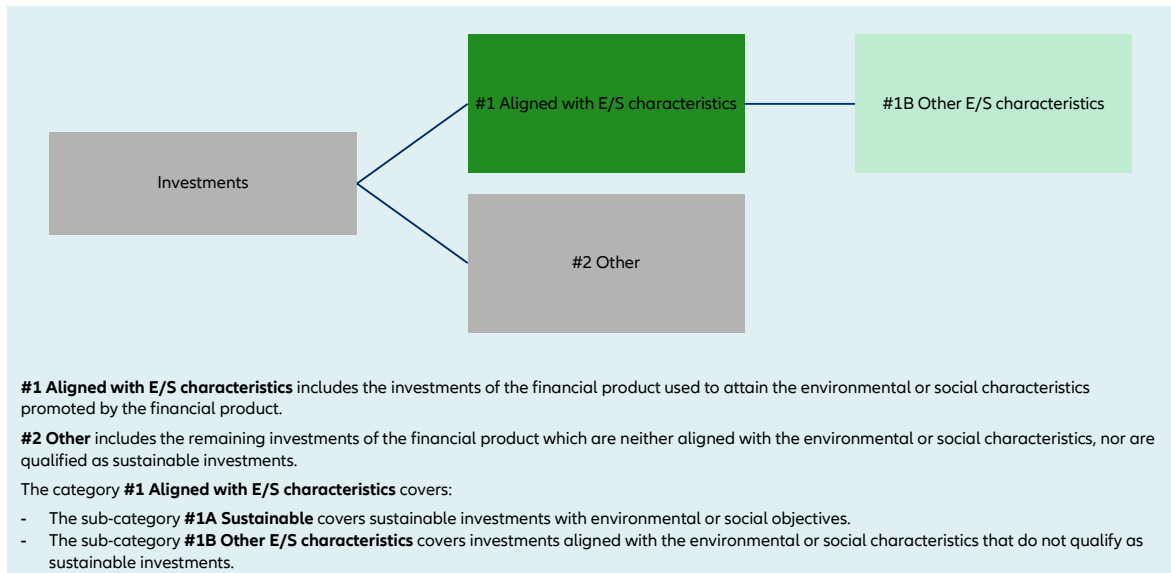 #1 Aligned with E/S characteristics
#1B Other E/S characteristics
Investments
#2 Other
#1 Aligned with E/S characteristics includes the investments of the financial product used to attain the environmental or social characteristics
promoted by the financial product.
#2 Other includes the remaining investments of the financial product which are neither aligned with the environmental or social characteristics, nor are
qualified as sustainable investments.
The category #1 Aligned with E/S characteristics covers:
- The sub-category #1A Sustainable covers sustainable investments with environmental or social objectives.
- The sub-category #1B Other E/S characteristics covers investments aligned with the environmental or social characteristics that do not qualify as
sustainable investments.